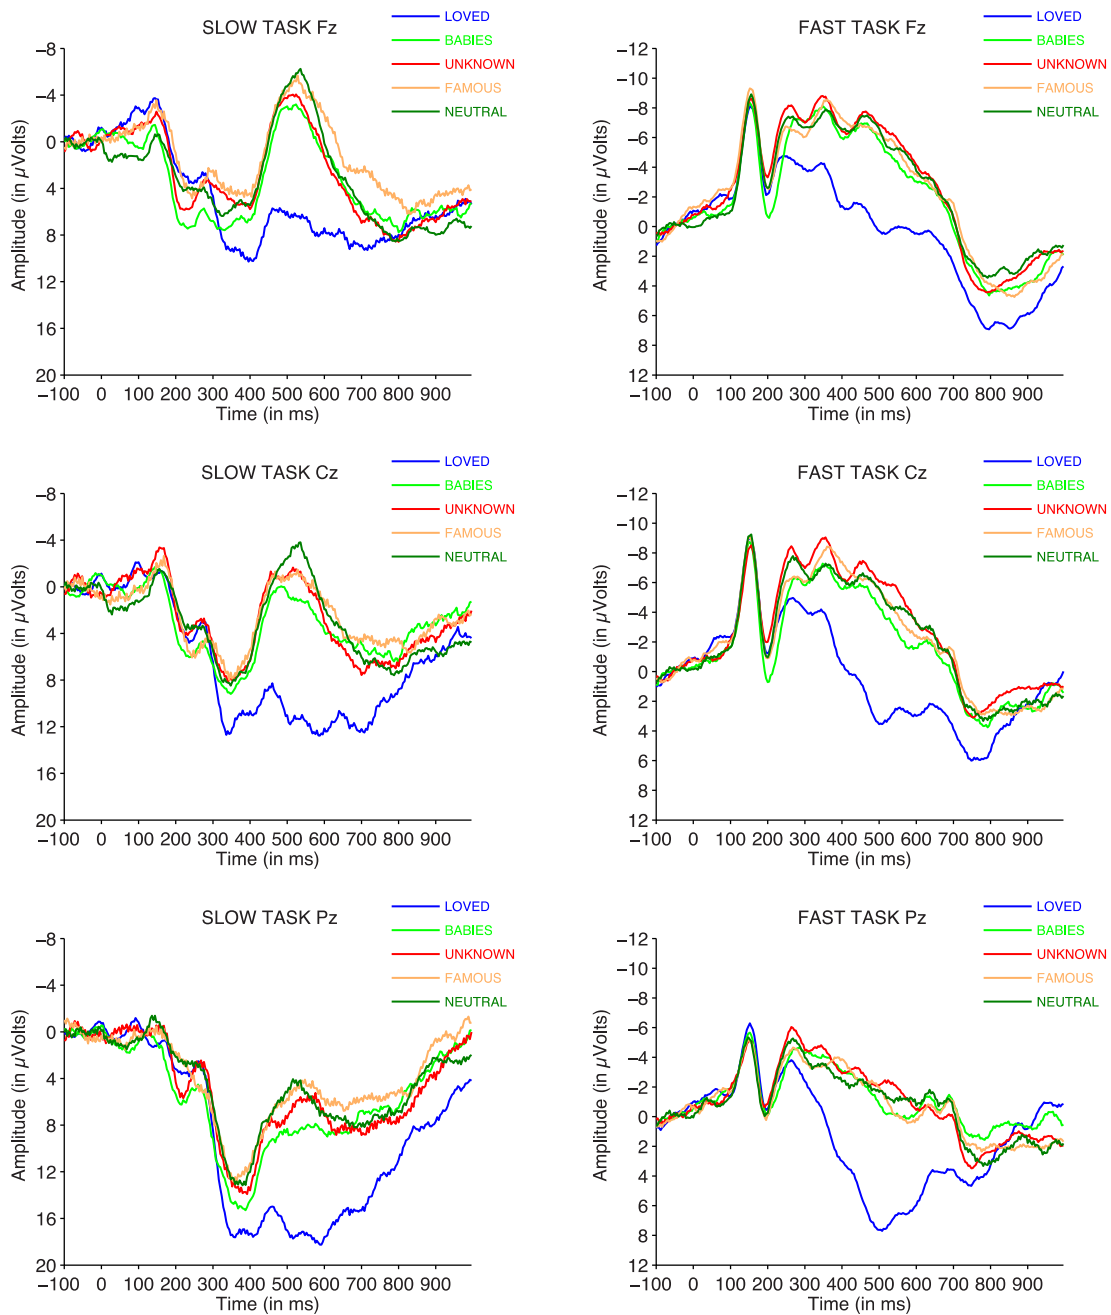 SLOW TASK Fz
LOVED
BABIES
UNKNOWN
FAMOUS
NEUTRAL
Amplitude (in µVolts)
−8
−4
0
4
8
12
16
20
−100 0 100 200 300 400 500 600 700 800 900
Time (in ms)
FAST TASK Fz
LOVED
BABIES
UNKNOWN
FAMOUS
NEUTRAL
Amplitude (in µVolts)
−12
−10
−8
−6
−4
−2
0
2
4
6
8
12
−100 0 100 200 300 400 500 600 700 800 900
Time (in ms)
SLOW TASK Cz
LOVED
BABIES
UNKNOWN
FAMOUS
NEUTRAL
Amplitude (in µVolts)
−8
−4
0
4
8
12
16
20
−100 0 100 200 300 400 500 600 700 800 900
Time (in ms)
FAST TASK Cz
LOVED
BABIES
UNKNOWN
FAMOUS
NEUTRAL
Amplitude (in µVolts)
−12
−10
−8
−6
−4
−2
0
2
4
6
8
12
−100 0 100 200 300 400 500 600 700 800 900
Time (in ms)
SLOW TASK Pz
LOVED
BABIES
UNKNOWN
FAMOUS
NEUTRAL
Amplitude (in µVolts)
−8
−4
0
4
8
12
16
20
−100 0 100 200 300 400 500 600 700 800 900
Time (in ms)
FAST TASK Pz
LOVED
BABIES
UNKNOWN
FAMOUS
NEUTRAL
Amplitude (in µVolts)
−12
−10
−8
−6
−4
−2
0
2
4
6
8
12
−100 0 100 200 300 400 500 600 700 800 900
Time (in ms)